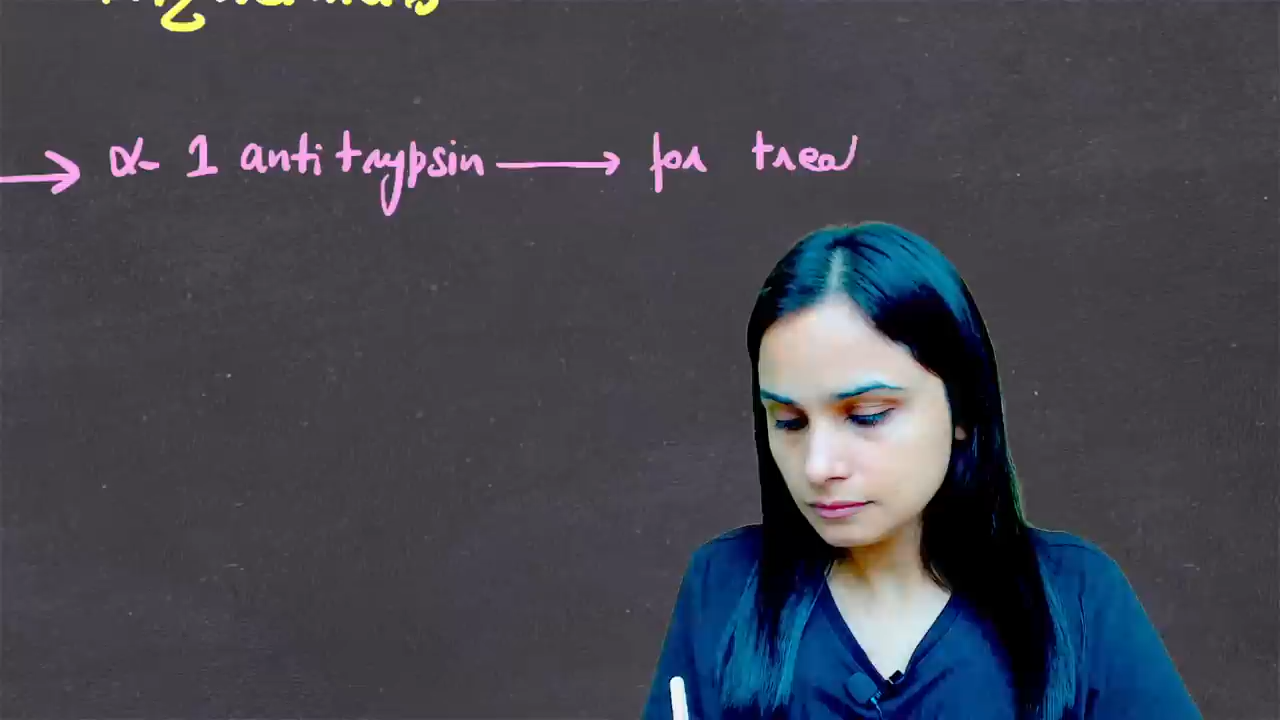 → α- 1 antitrypsin → for trea